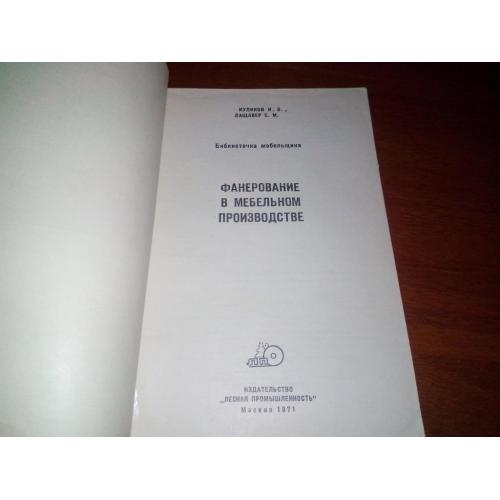 КУЛИКОВ И. В.,
ЛАЩАВЕР С. М.
Библиотечка мебельщика
ФАНЕРОВАНИЕ
В МЕБЕЛЬНОМ
ПРОИЗВОДСТВЕ
ИЗДАТЕЛЬСТВО
„ЛЕСНАЯ ПРОМЫШЛЕННОСТЬ"
Москва 1971